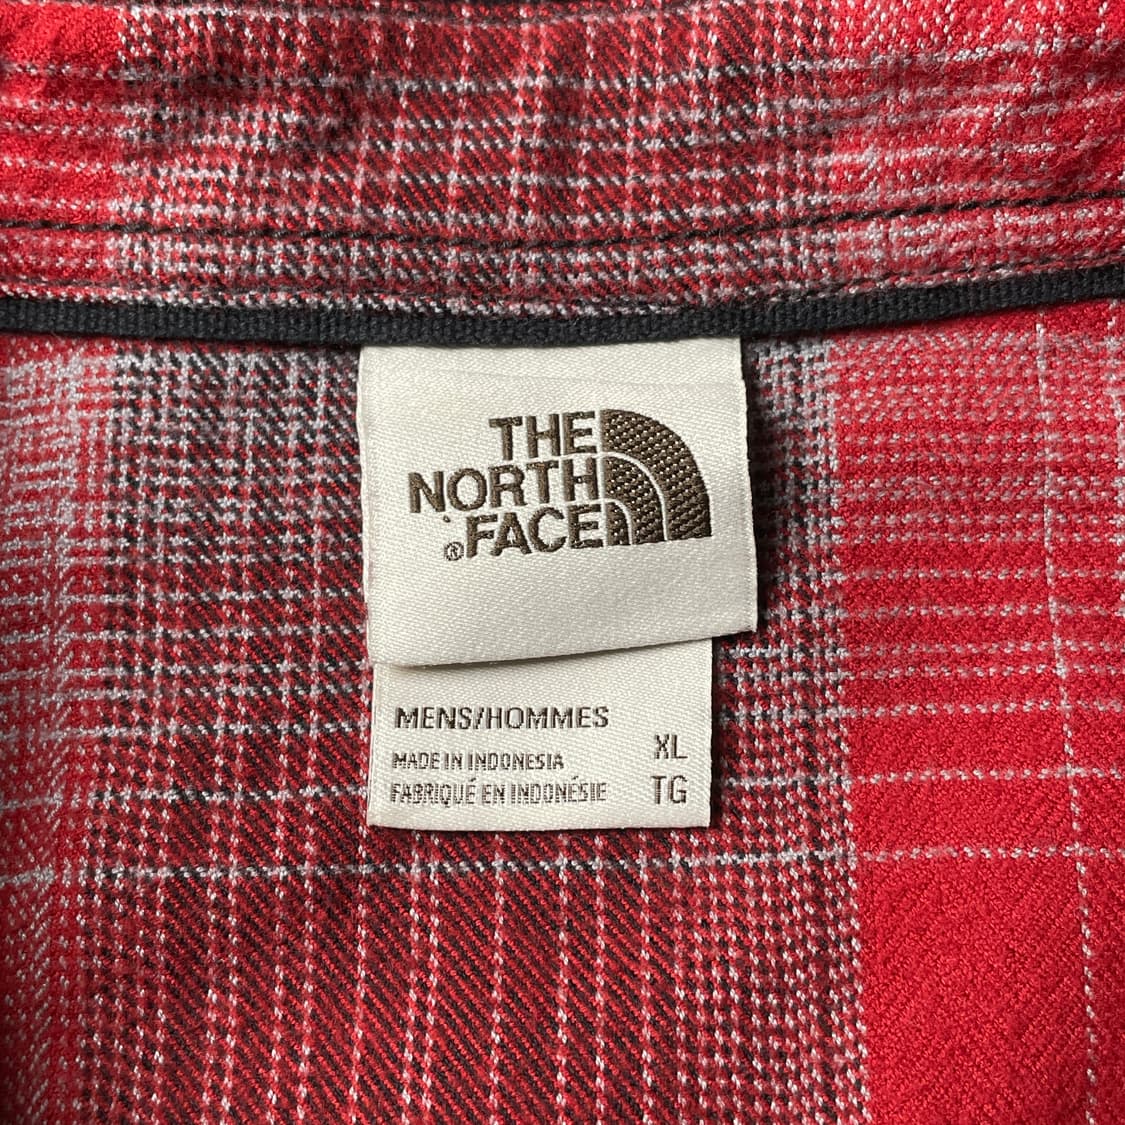 THE
NORTH
®FACE
MENS/HOMMES
MADE IN INDONESIA
FABRIQUÉ EN INDONÉSIE
XL
TG